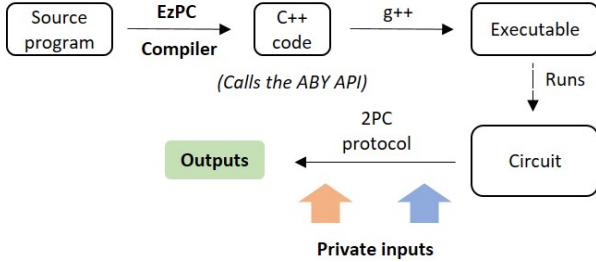 Source
program
EzPC
Compiler
C++
code
g++
Executable
(Calls the ABY API)
Runs
2PC
protocol
Outputs
Circuit
Private inputs